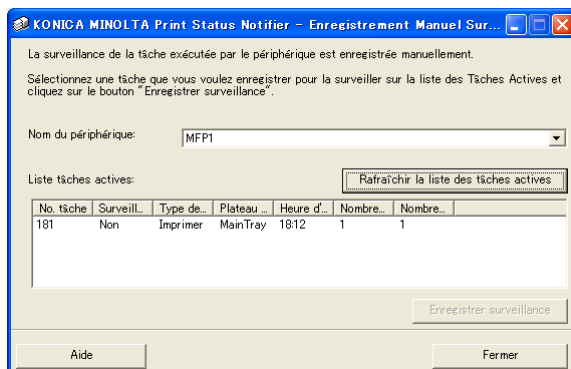 KONICA MINOLTA Print Status Notifier - Enregistrement Manuel Sur...
La surveillance de la tâche exécutée par le périphérique est enregistrée manuellement.
Sélectionnez une tâche que vous voulez enregistrer pour la surveiller sur la liste des Tâches Actives et
cliquez sur le bouton "Enregistrer surveillance".
Nom du périphérique: MFP1
Liste tâches actives: Rafraîchir la liste des tâches actives
No. tâche Surveill... Type de... Plateau ... Heure d'... Nombre... Nombre...
181 Non Imprimer MainTray 18:12 1 1
Enregistrer surveillance
Aide Fermer